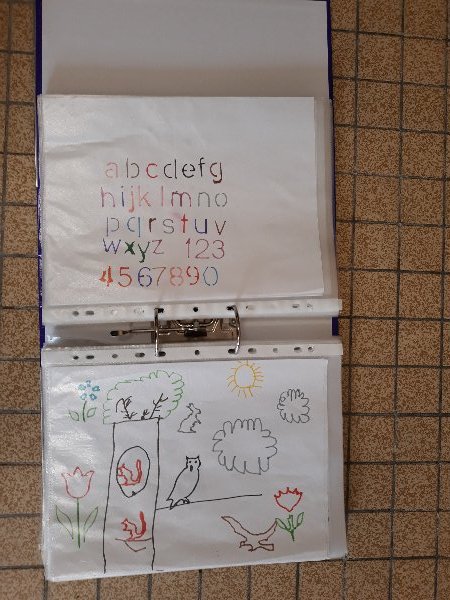 abcdefg
hijklmno
pqrstuv
wxyz 123
4567890